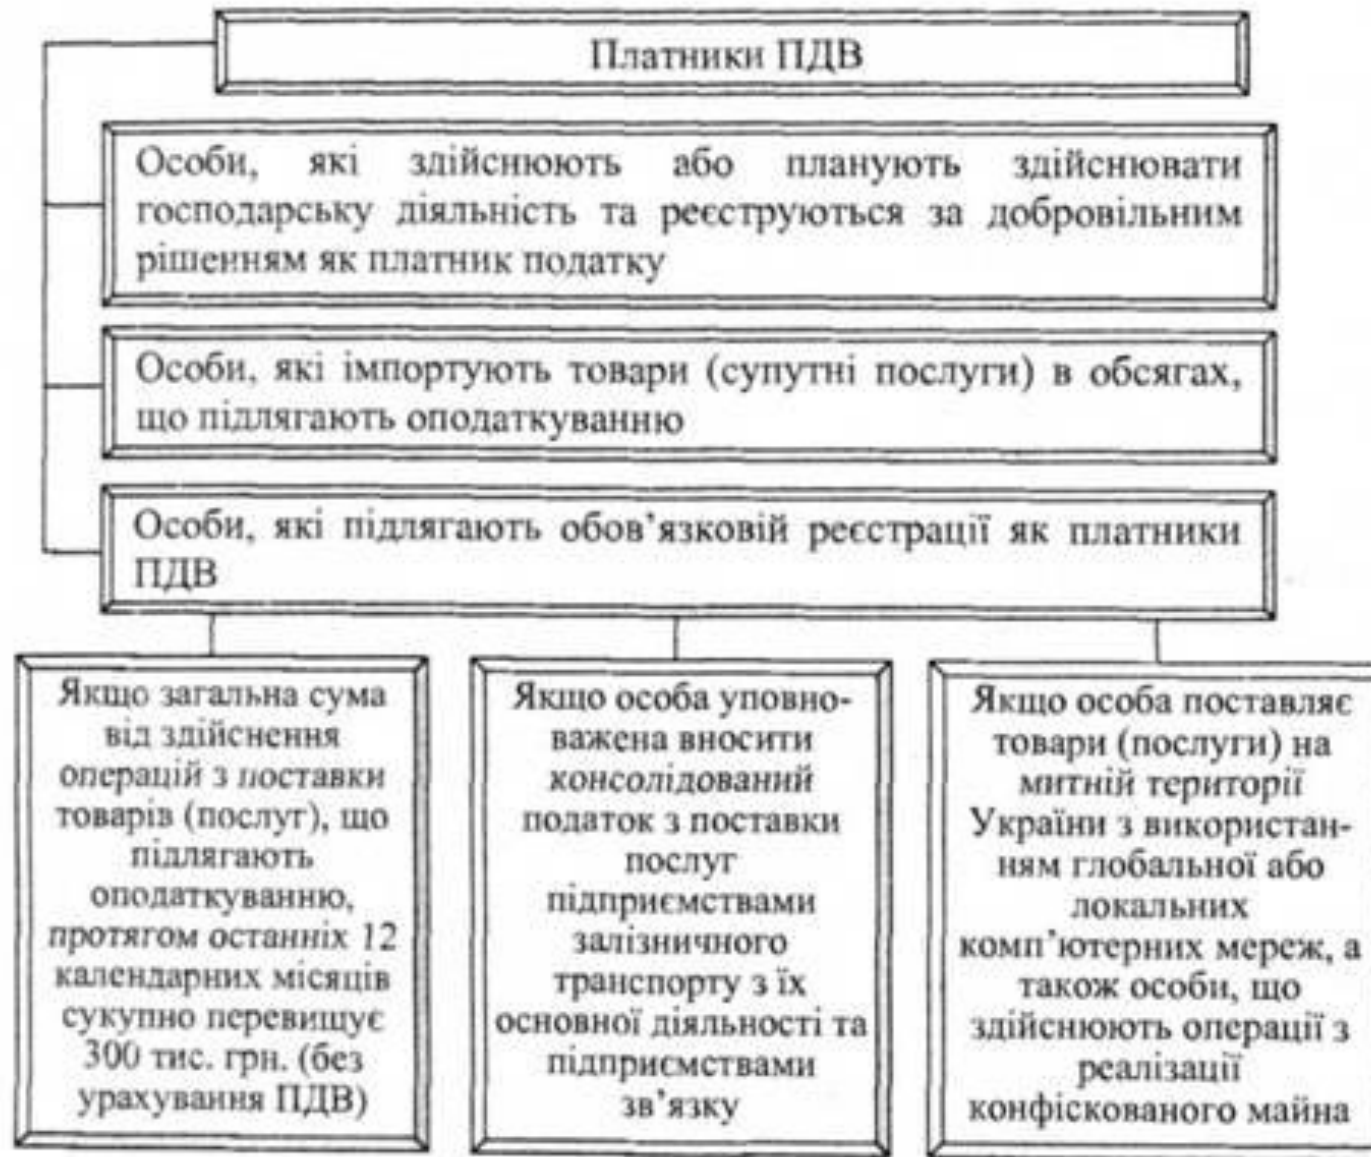 Платники ПДВ
Особи, які здійснюють або планують здійснювати
господарську діяльність та реєструються за добровільним
рішенням як платник податку
Особи, які імпортують товари (супутні послуги) в обсягах,
що підлягають оподаткуванню
Особи, які підлягають обов’язковій реєстрації як платники
ПДВ
Якщо загальна сума
від здійснення
операцій з поставки
товарів (послуг), що
підлягають
оподаткуванню,
протягом останніх 12
календарних місяців
сукупно перевищує
300 тис. грн. (без
урахування ПДВ)
Якщо особа уповно-
важена вносити
консолідований
податок з поставки
послуг
підприємствами
залізничного
транспорту з їх
основної діяльності та
підприємствами
зв’язку
Якщо особа поставляє
товари (послуги) на
митній території
України з використан-
ням глобальної або
локальних
комп’ютерних мереж, а
також особи, що
здійснюють операції з
реалізації
конфіскованого майна